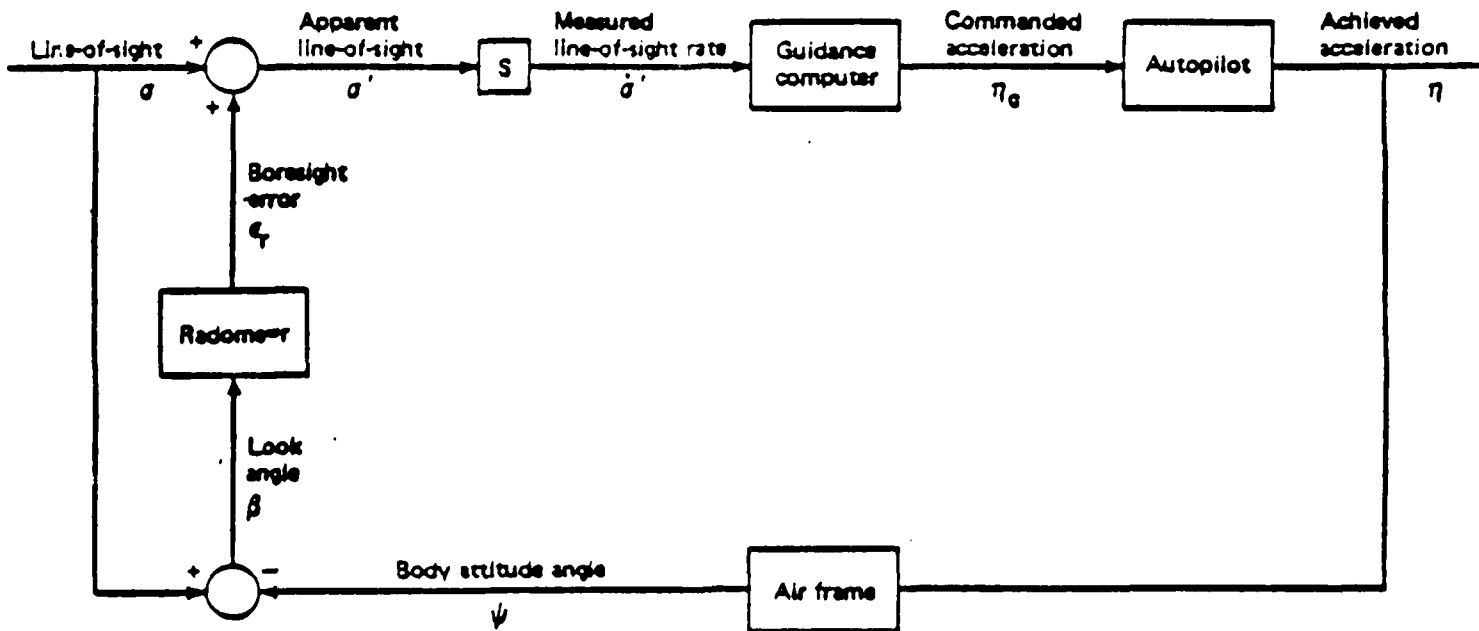 Line-of-sight
σ
+
+
Apparent
line-of-sight
σ'
S
Measured
line-of-sight rate
σ̇'
Guidance
computer
Commanded
acceleration
η
Autopilot
Achieved
acceleration
η
Boresight
error
ϵr
Look
angle
β
+
−
Body attitude angle
ψ
Air frame